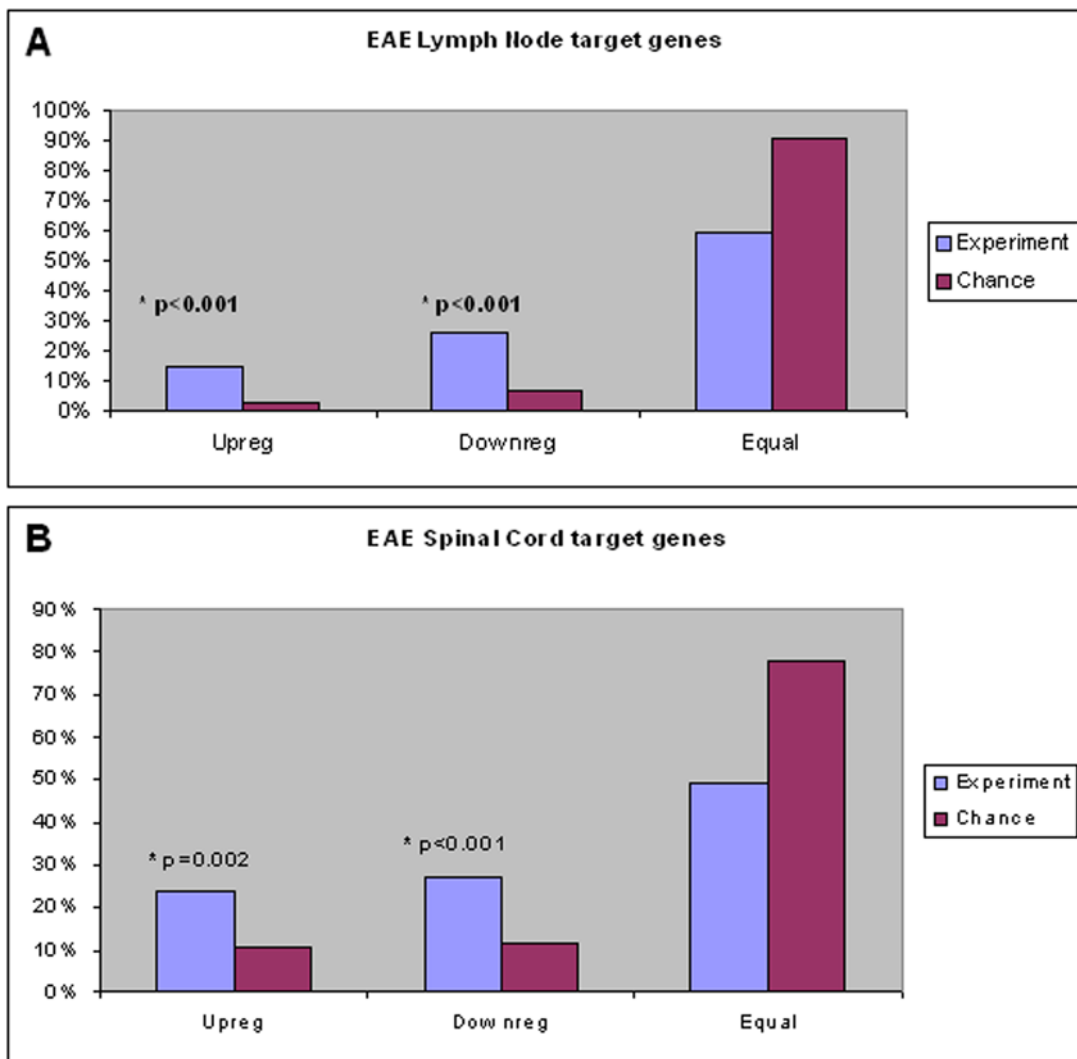 A
EAE Lymph Node target genes
100%
90%
80%
70%
60%
50%
40%
30%
20%
10%
0%
* p<0.001
* p<0.001
Upreg
Downreg
Equal
Experiment
Chance
B
EAE Spinal Cord target genes
90%
80%
70%
60%
50%
40%
30%
20%
10%
0%
* p=0.002
* p<0.001
Upreg
Downreg
Equal
Experiment
Chance